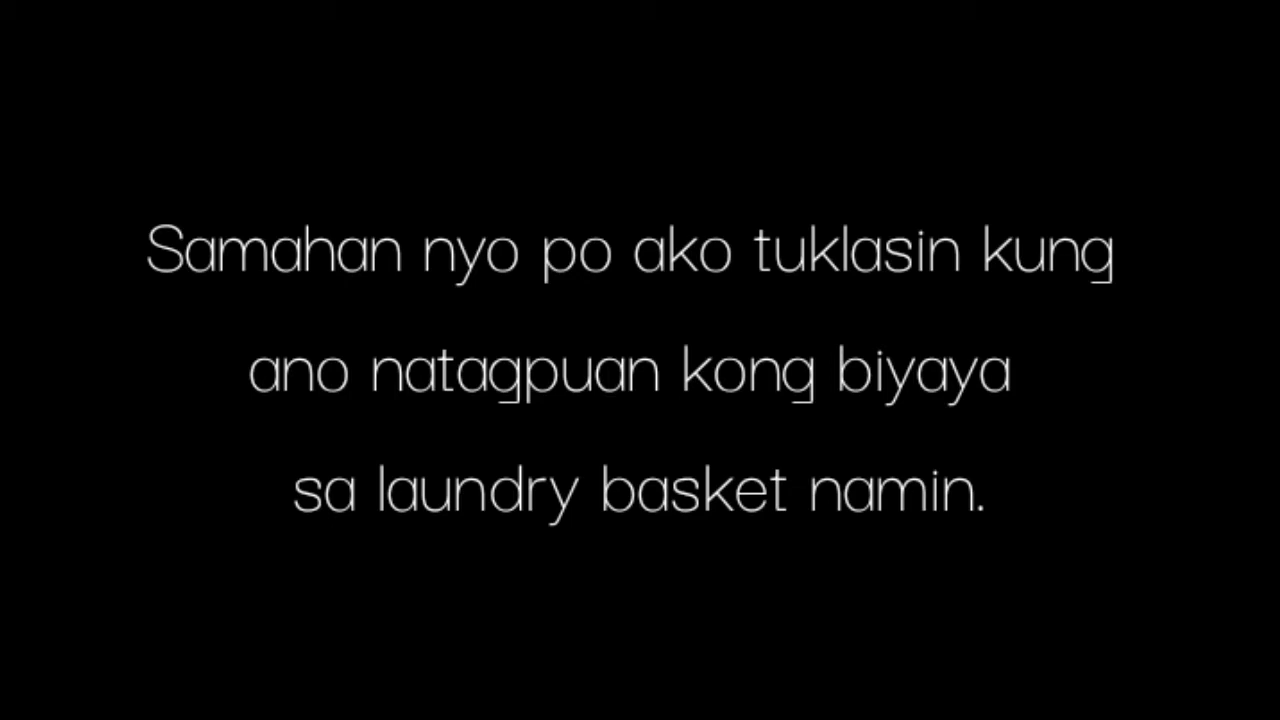 Samahan nyo po ako tuklasin kung
ano natagpuan kong biyaya
sa laundry basket namin.